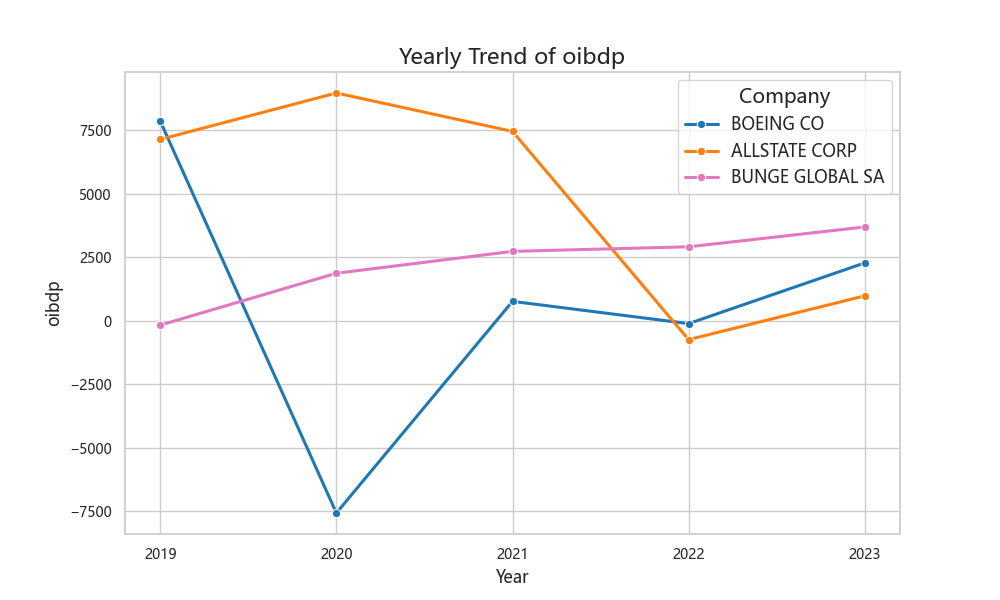 Yearly Trend of oibdp
Company
BOEING CO
ALLSTATE CORP
BUNGE GLOBAL SA
oibdp
7500
5000
2500
0
−2500
−5000
−7500
2019 2020 2021 2022 2023
Year